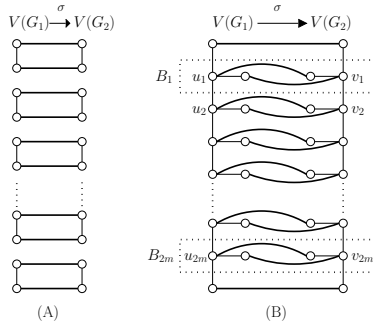 σ σ
V(G₁) → V(G₂) V(G₁) → V(G₂)
B₁ u₁ v₁
u₂ v₂
B₂ₘ u₂ₘ v₂ₘ
(A) (B)